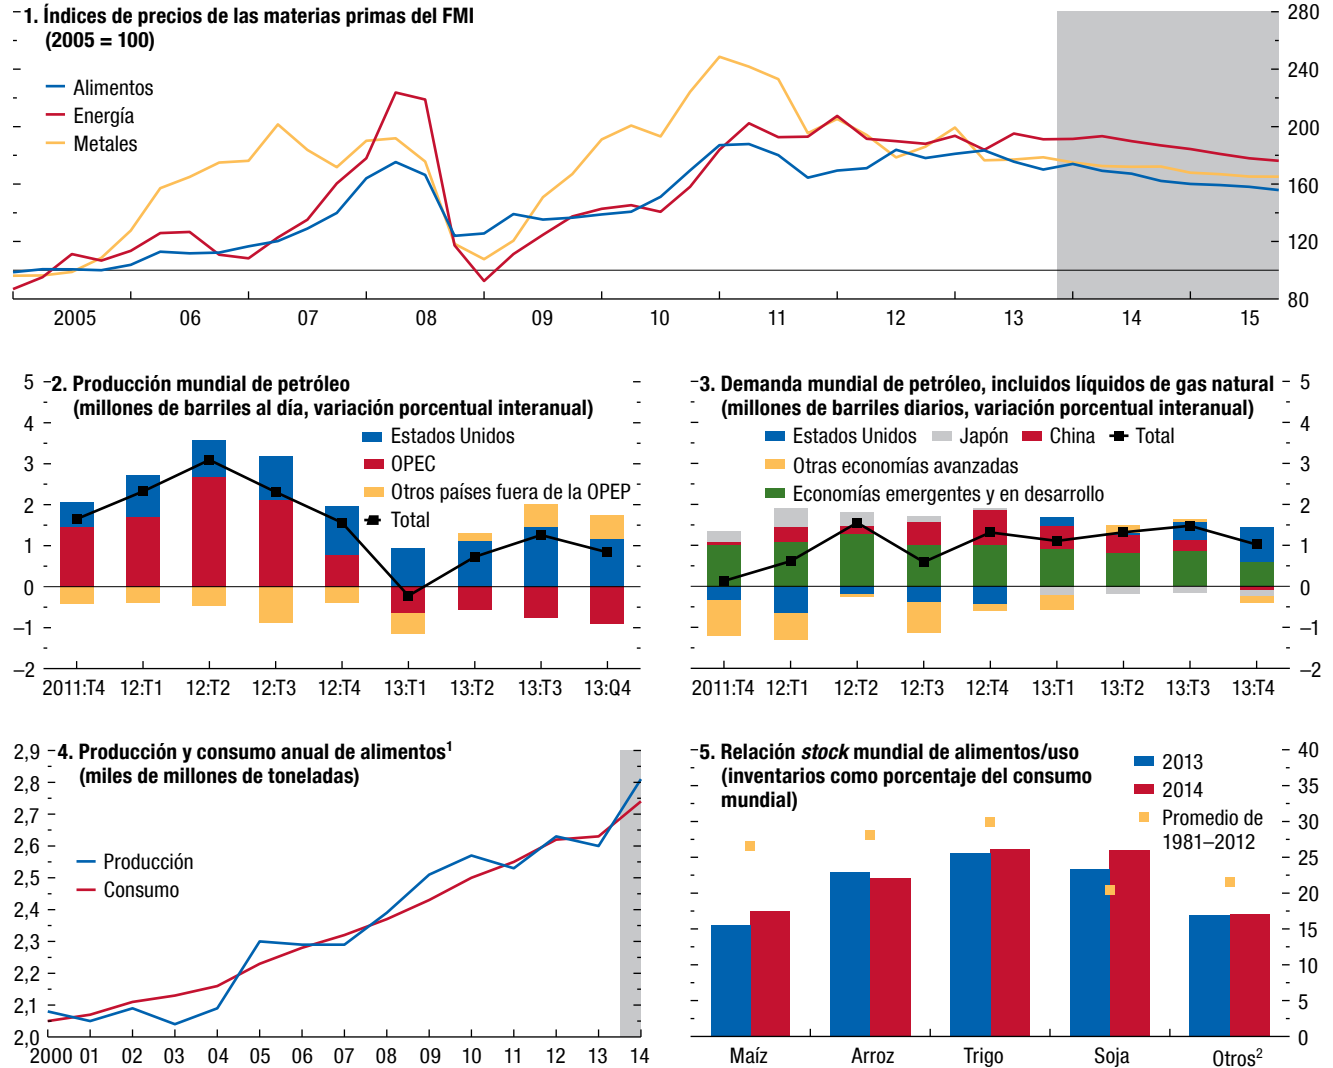 1. Índices de precios de las materias primas del FMI
(2005 = 100)
Alimentos
Energía
Metales
280
240
200
160
120
80
2005 06 07 08 09 10 11 12 13 14 15
2. Producción mundial de petróleo
(millones de barriles al día, variación porcentual interanual)
Estados Unidos
OPEC
Otros países fuera de la OPEP
Total
5
4
3
2
1
0
–1
–2
2011:T4 12:T1 12:T2 12:T3 12:T4 13:T1 13:T2 13:T3 13:Q4
3. Demanda mundial de petróleo, incluidos líquidos de gas natural
(millones de barriles diarios, variación porcentual interanual)
Estados Unidos Japón China Total
Otras economías avanzadas
Economías emergentes y en desarrollo
5
4
3
2
1
0
–1
–2
2011:T4 12:T1 12:T2 12:T3 12:T4 13:T1 13:T2 13:T3 13:T4
4. Producción y consumo anual de alimentos1
(miles de millones de toneladas)
Producción
Consumo
2,9
2,8
2,7
2,6
2,5
2,4
2,3
2,2
2,1
2,0
2000 01 02 03 04 05 06 07 08 09 10 11 12 13 14
5. Relación stock mundial de alimentos/uso
(inventarios como porcentaje del consumo
mundial)
2013
2014
Promedio de
1981–2012
40
35
30
25
20
15
10
5
0
Maíz Arroz Trigo Soja Otros2